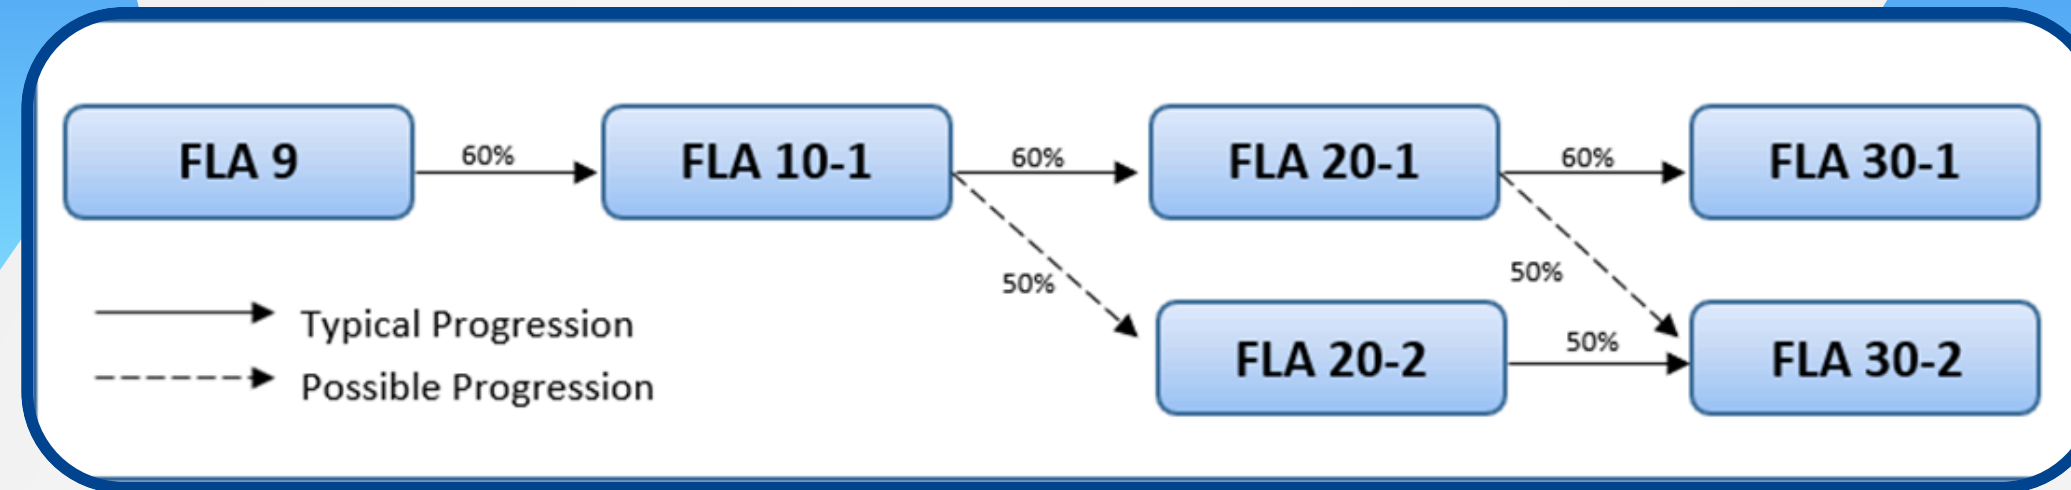 FLA 9
60%
FLA 10-1
60%
FLA 20-1
60%
FLA 30-1
50%
50%
FLA 20-2
50%
FLA 30-2
Typical Progression
Possible Progression